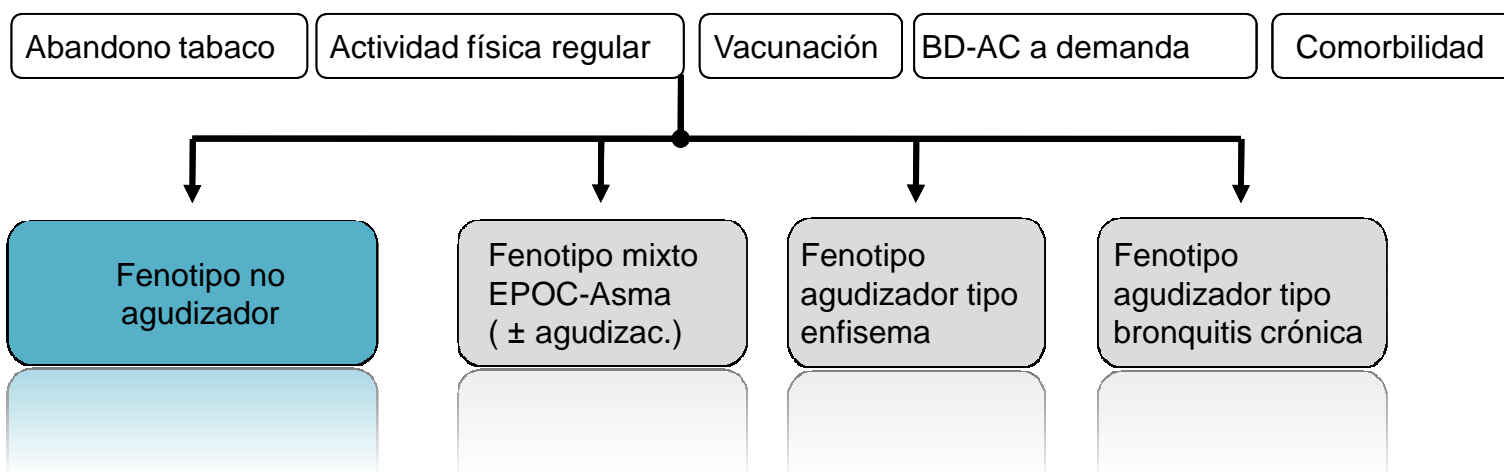 Abandono tabaco
Actividad física regular
Vacunación
BD-AC a demanda
Comorbilidad
Fenotipo no
agudizador
Fenotipo mixto
EPOC-Asma
( ± agudizac.)
Fenotipo
agudizador tipo
enfisema
Fenotipo
agudizador tipo
bronquitis crónica